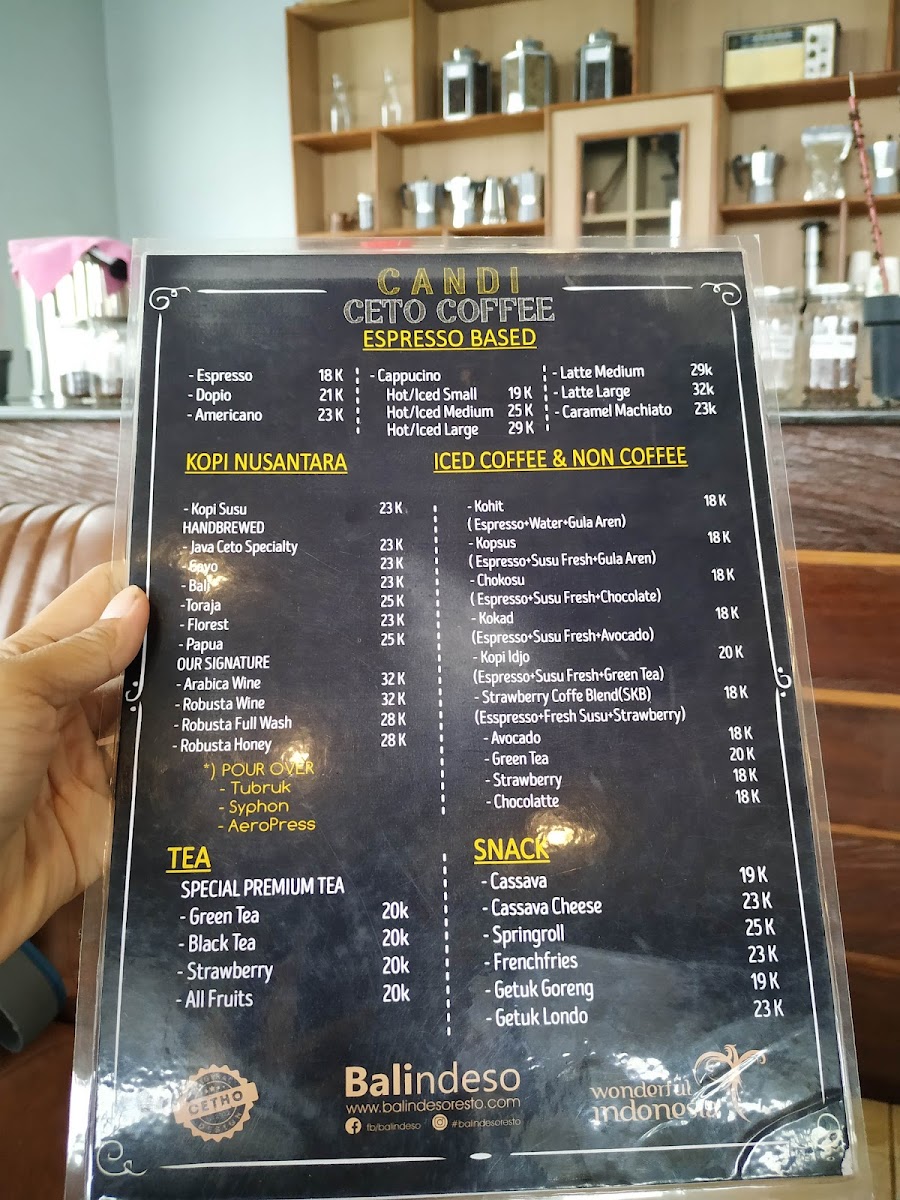 CANDI
CETO COFFEE
ESPRESSO BASED
- Espresso 18 K
- Dopio 21 K
- Americano 23 K
- Cappucino
Hot/Iced Small 19 K
Hot/Iced Medium 25 K
Hot/Iced Large 29 K
- Latte Medium 29k
- Latte Large 32k
- Caramel Machiato 23k
KOPI NUSANTARA
- Kopi Susu 23 K
HANDBREWED
- Java Ceto Specialty 23 K
- Gayo 23 K
- Bali 23 K
-Toraja 25 K
- Florest 23 K
- Papua 25 K
OUR SIGNATURE
- Arabica Wine 32 K
- Robusta Wine 32 K
- Robusta Full Wash 28 K
- Robusta Honey 28 K
*) POUR OVER
- Tubruk
- Syphon
- AeroPress
ICED COFFEE & NON COFFEE
- Kohit 18 K
( Espresso+Water+Gula Aren)
- Kopsus 18 K
( Espresso+Susu Fresh+Gula Aren)
- Chokosu 18 K
( Espresso+Susu Fresh+Chocolate)
- Kokad 18 K
(Espresso+Susu Fresh+Avocado)
- Kopi Idjo 20 K
(Espresso+Susu Fresh+Green Tea)
- Strawberry Coffe Blend(SKB) 18 K
(Esspresso+Fresh Susu+Strawberry)
- Avocado 18 K
- Green Tea 20 K
- Strawberry 18 K
- Chocolatte 18 K
TEA
SPECIAL PREMIUM TEA
- Green Tea 20k
- Black Tea 20k
- Strawberry 20k
- All Fruits 20k
SNACK
- Cassava 19 K
- Cassava Cheese 23 K
- Springroll 25 K
- Frenchfries 23 K
- Getuk Goreng 19 K
- Getuk Londo 23 K
CETHO
Balindeso
www.balindesoresto.com
fb/balindeso #balindesoresto
wonderful
indonesia